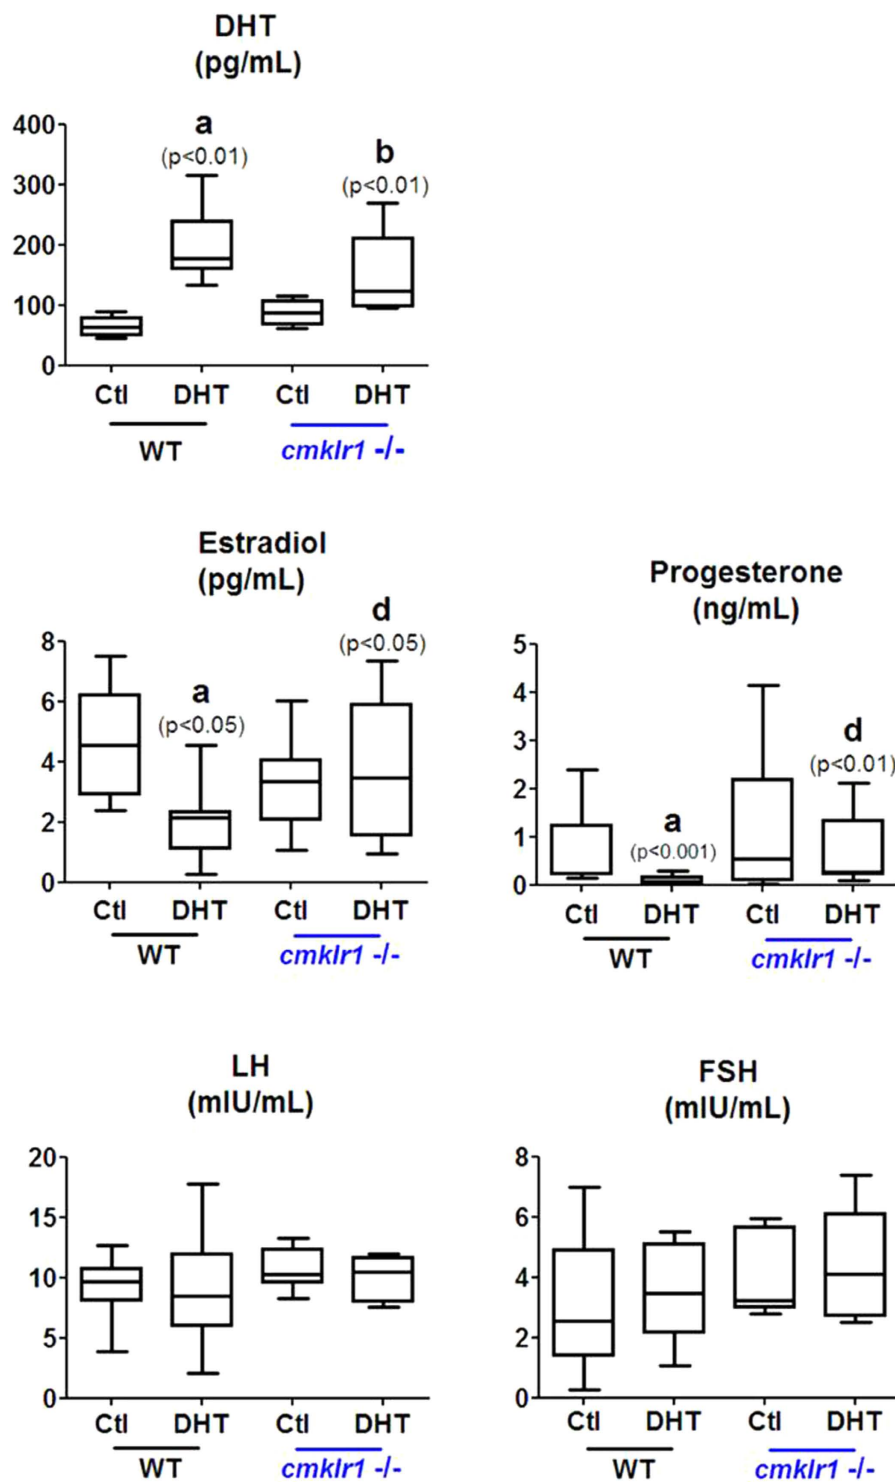 DHT
(pg/mL)
a
(p<0.01)
b
(p<0.01)
400
300
200
100
0
Ctl DHT Ctl DHT
WT cmklr1 -/-
Estradiol
(pg/mL)
d
(p<0.05)
a
(p<0.05)
8
6
4
2
0
Ctl DHT Ctl DHT
WT cmklr1 -/-
Progesterone
(ng/mL)
d
(p<0.01)
a
(p<0.001)
5
4
3
2
1
0
Ctl DHT Ctl DHT
WT cmklr1 -/-
LH
(mIU/mL)
20
15
10
5
0
Ctl DHT Ctl DHT
WT cmklr1 -/-
FSH
(mIU/mL)
8
6
4
2
0
Ctl DHT Ctl DHT
WT cmklr1 -/-